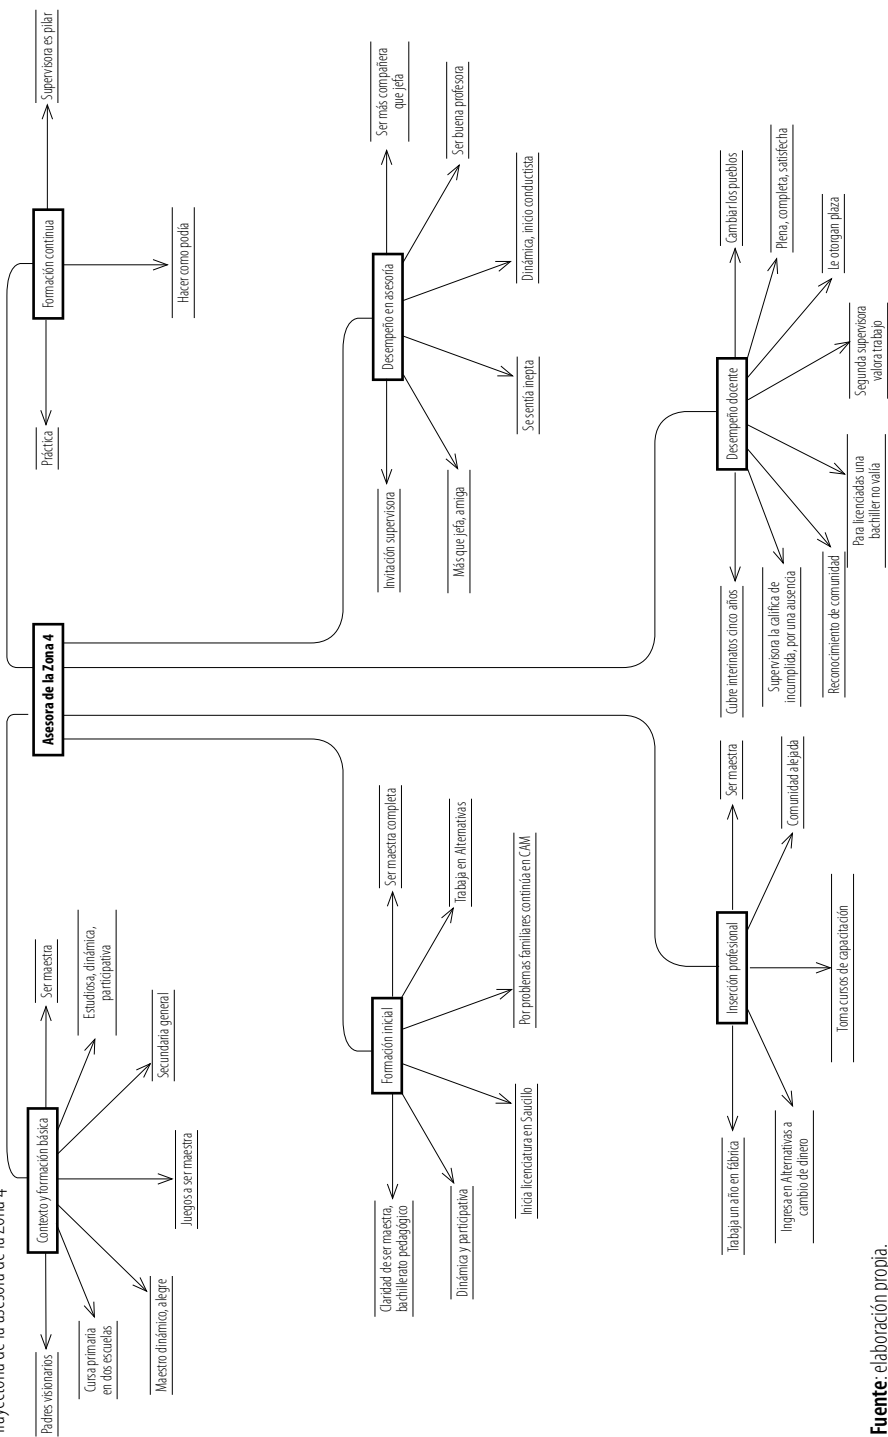 Trayectoria de la asesora de la Zona 4
Asesora de la Zona 4
Contexto y formación básica
Padres visionarios
Cursa primaria
en dos escuelas
Maestro dinámico, alegre
Juegos a ser maestra
Secundaria general
Estudiosa, dinámica,
participativa
Ser maestra
Formación continua
Práctica
Hacer como podía
Supervisora es pilar
Formación inicial
Claridad de ser maestra,
bachillerato pedagógico
Dinámica y participativa
Inicia licenciatura en Saucillo
Por problemas familiares continúa en CAM
Trabaja en Alternativas
Ser maestra completa
Desempeño en asesoría
Invitación supervisora
Más que jefa, amiga
Se sentía inepta
Dinámica, inicio conductista
Ser buena profesora
Ser más compañera
que jefa
Inserción profesional
Trabaja un año en fábrica
Ingresa en Alternativas a
cambio de dinero
Toma cursos de capacitación
Comunidad alejada
Ser maestra
Desempeño docente
Cubre interinatos cinco años
Supervisora la califica de
incumplida, por una ausencia
Reconocimiento de comunidad
Para licenciadas una
bachiller no valía
Segunda supervisora
valora trabajo
Le otorgan plaza
Plena, completa, satisfecha
Cambiar los pueblos
Fuente: elaboración propia.